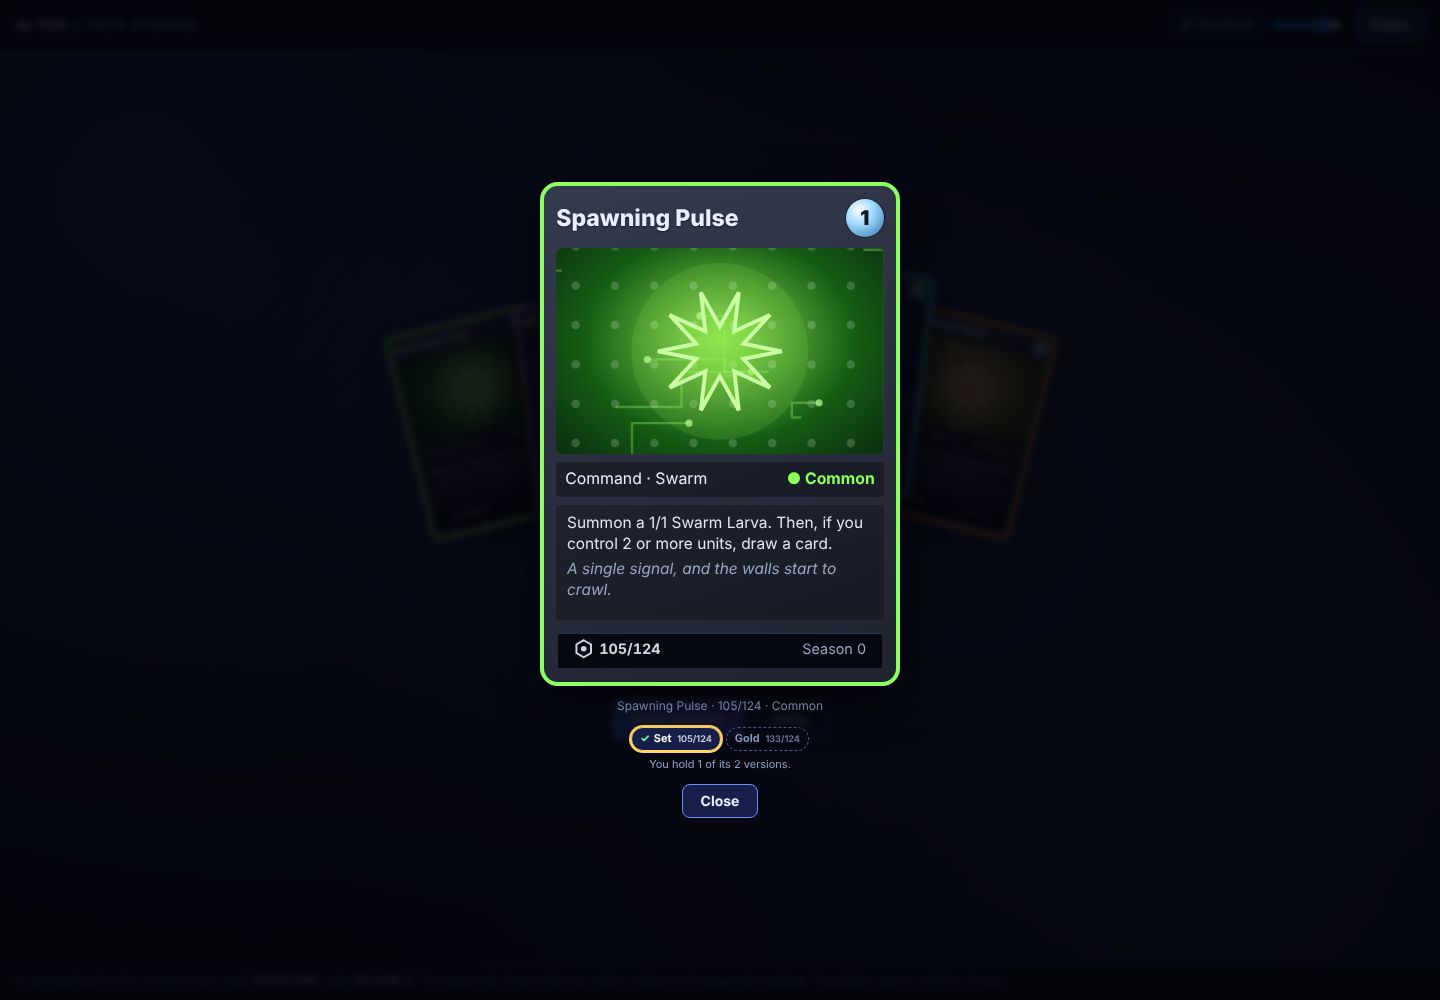 Spawning Pulse
1
Command · Swarm
Common
Summon a 1/1 Swarm Larva. Then, if you
control 2 or more units, draw a card.
A single signal, and the walls start to
crawl.
105/124
Season 0
Spawning Pulse · 105/124 · Common
✓ Set 105/124
Gold 133/124
You hold 1 of its 2 versions.
Close